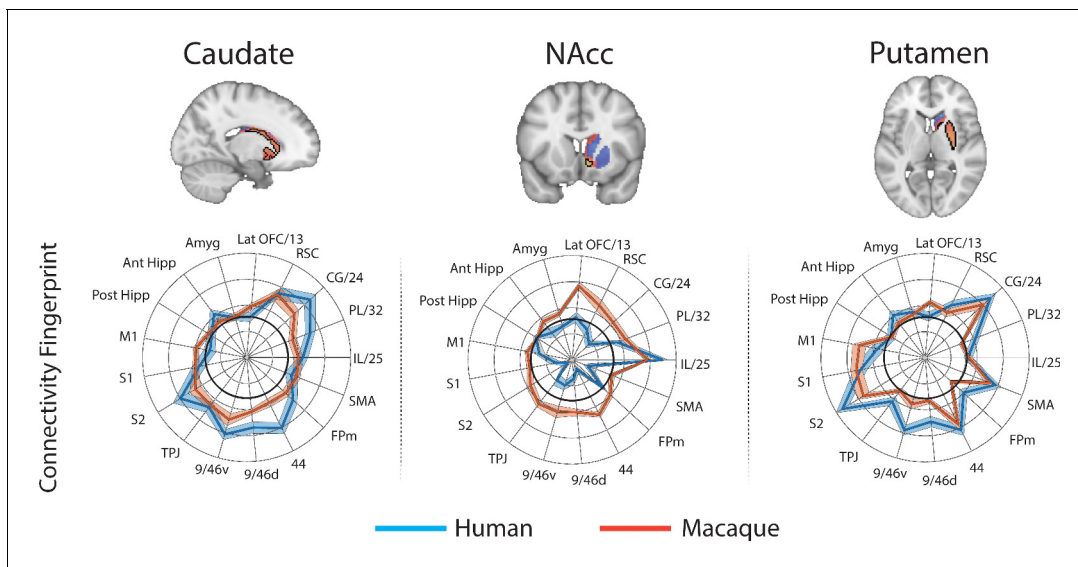 Caudate
NAcc
Putamen
Connectivity Fingerprint
Lat OFC/13
RSC
CG/24
PL/32
IL/25
SMA
FPm
44
9/46d
9/46v
TPJ
S2
S1
M1
Post Hipp
Ant Hipp
Amyg
Lat OFC/13
RSC
CG/24
PL/32
IL/25
SMA
FPm
44
9/46d
9/46v
TPJ
S2
S1
M1
Post Hipp
Ant Hipp
Amyg
Lat OFC/13
RSC
CG/24
PL/32
IL/25
SMA
FPm
44
9/46d
9/46v
TPJ
S2
S1
M1
Post Hipp
Ant Hipp
Amyg
Human
Macaque